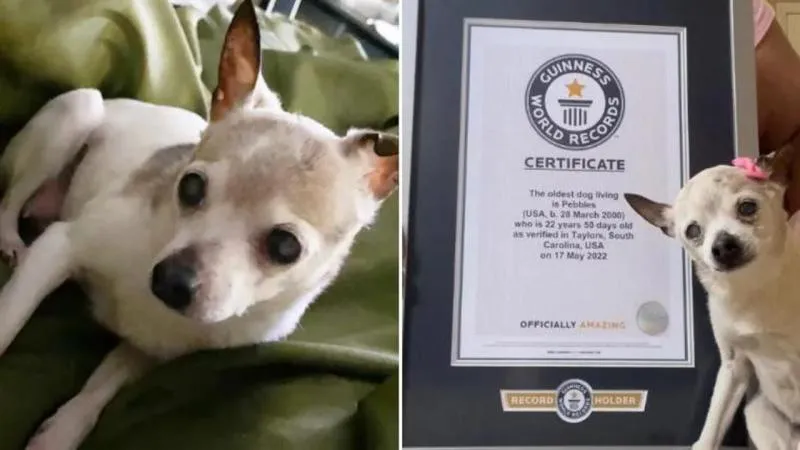 GUINNESS
WORLD RECORDS
CERTIFICATE
The oldest dog living
is Pebbles
(USA, b. 28 March 2000)
who is 22 years 50 days old
as verified in Taylors, South
Carolina, USA
on 17 May 2022
OFFICIALLY AMAZING
RECORD HOLDER